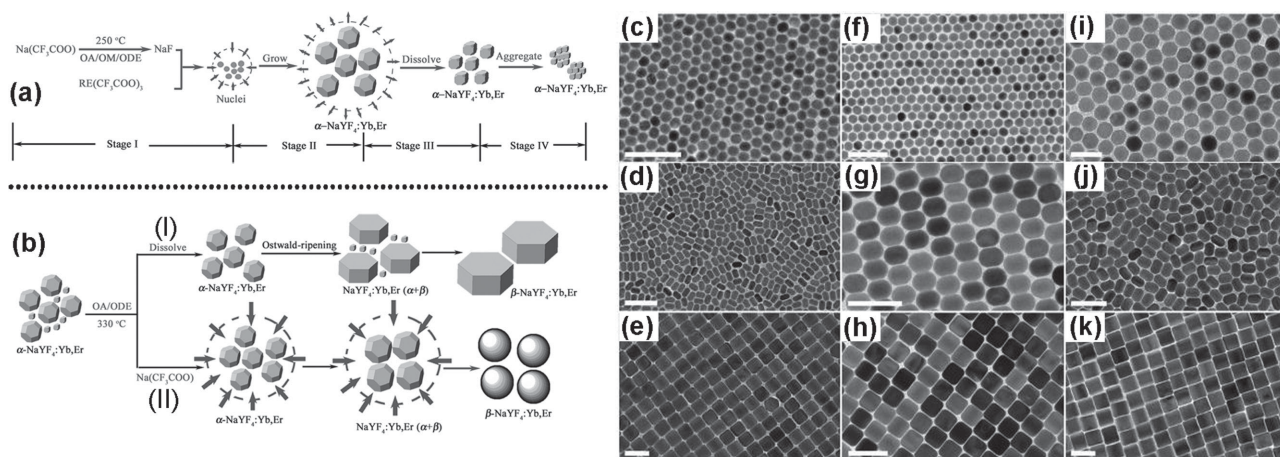 (a)
Na(CF₃COO)
250 °C
OA/OM/ODE
NaF
RE(CF₃COO)₃
Nuclei
Grow
α–NaYF₄:Yb,Er
Dissolve
α–NaYF₄:Yb,Er
Aggregate
α–NaYF₄:Yb,Er
Stage I
Stage II
Stage III
Stage IV
(b)
α-NaYF₄:Yb,Er
OA/ODE
330 °C
(I)
Dissolve
α-NaYF₄:Yb,Er
Ostwald-ripening
NaYF₄:Yb,Er (α+β)
β-NaYF₄:Yb,Er
Na(CF₃COO)
(II)
α-NaYF₄:Yb,Er
NaYF₄:Yb,Er (α+β)
β-NaYF₄:Yb,Er
(c)
(f)
(i)
(d)
(g)
(j)
(e)
(h)
(k)